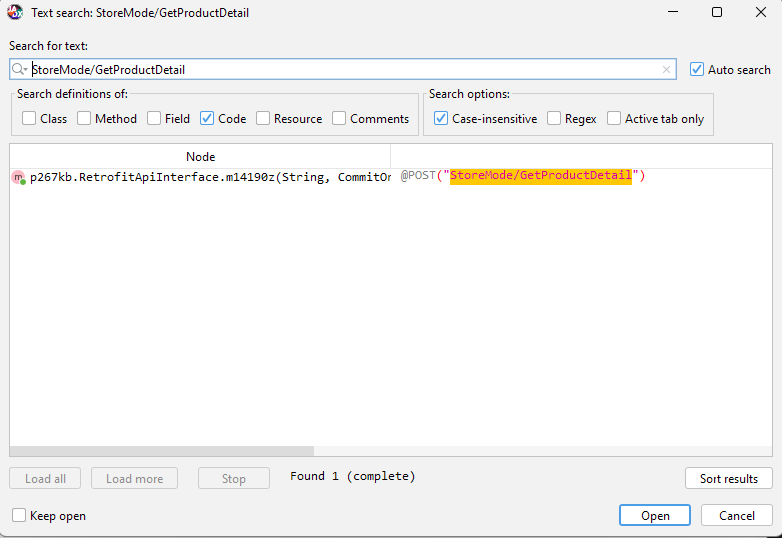 Text search: StoreMode/GetProductDetail
Search for text:
StoreMode/GetProductDetail
Auto search
Search definitions of:
Search options:
Class Method Field Code Resource Comments
Case-insensitive Regex Active tab only
Node
p267kb.RetrofitApiInterface.m14190z(String, CommitOr @POST("StoreMode/GetProductDetail")
Load all Load more Stop Found 1 (complete) Sort results
Keep open Open Cancel